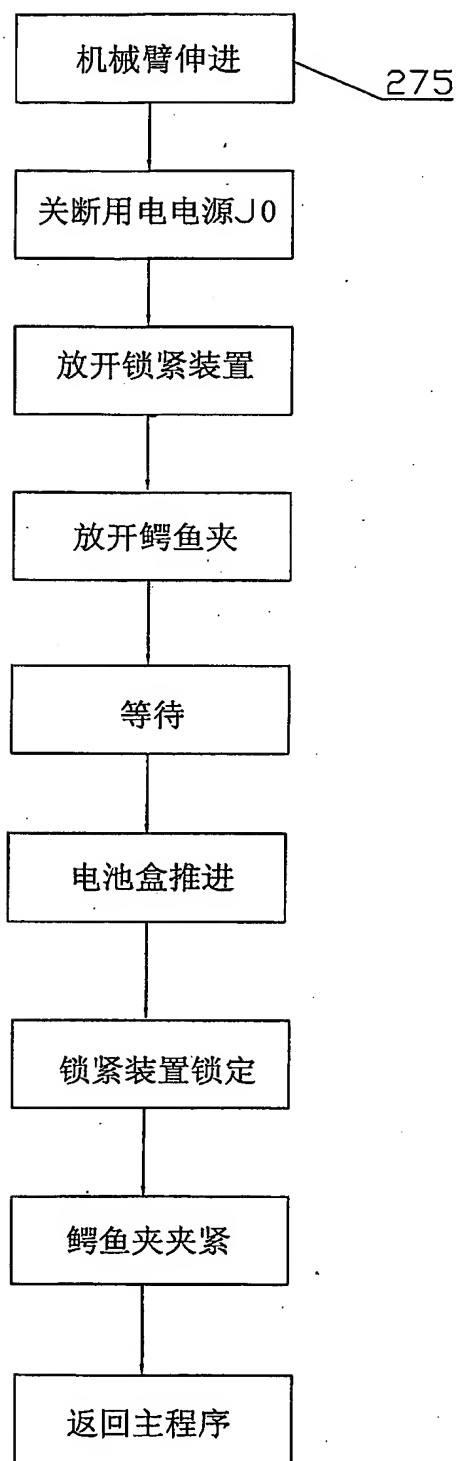 机械臂伸进
275
关断用电电源J0
放开锁紧装置
放开鳄鱼夹
等待
电池盒推进
锁紧装置锁定
鳄鱼夹夹紧
返回主程序